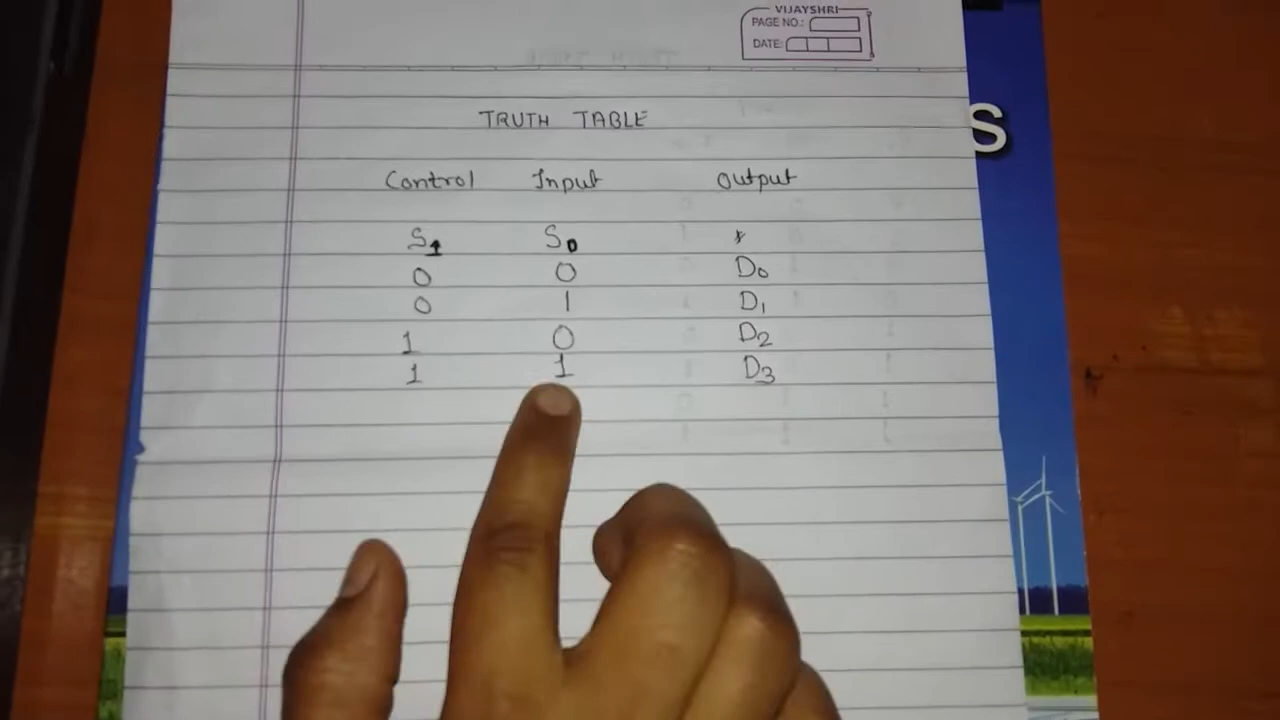 VIJAYSHRI
PAGE NO.:
DATE:
S
TRUTH TABLE
Control Input Output
S1 S0
0 0 D0
0 1 D1
1 0 D2
1 1 D3